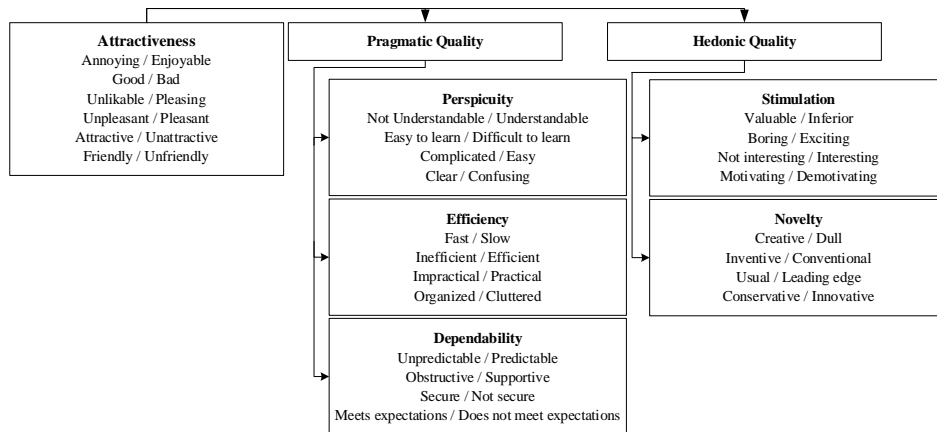 Attractiveness
Annoying / Enjoyable
Good / Bad
Unlikable / Pleasing
Unpleasant / Pleasant
Attractive / Unattractive
Friendly / Unfriendly
Pragmatic Quality
Perspicuity
Not Understandable / Understandable
Easy to learn / Difficult to learn
Complicated / Easy
Clear / Confusing
Efficiency
Fast / Slow
Inefficient / Efficient
Impractical / Practical
Organized / Cluttered
Dependability
Unpredictable / Predictable
Obstructive / Supportive
Secure / Not secure
Meets expectations / Does not meet expectations
Hedonic Quality
Stimulation
Valuable / Inferior
Boring / Exciting
Not interesting / Interesting
Motivating / Demotivating
Novelty
Creative / Dull
Inventive / Conventional
Usual / Leading edge
Conservative / Innovative